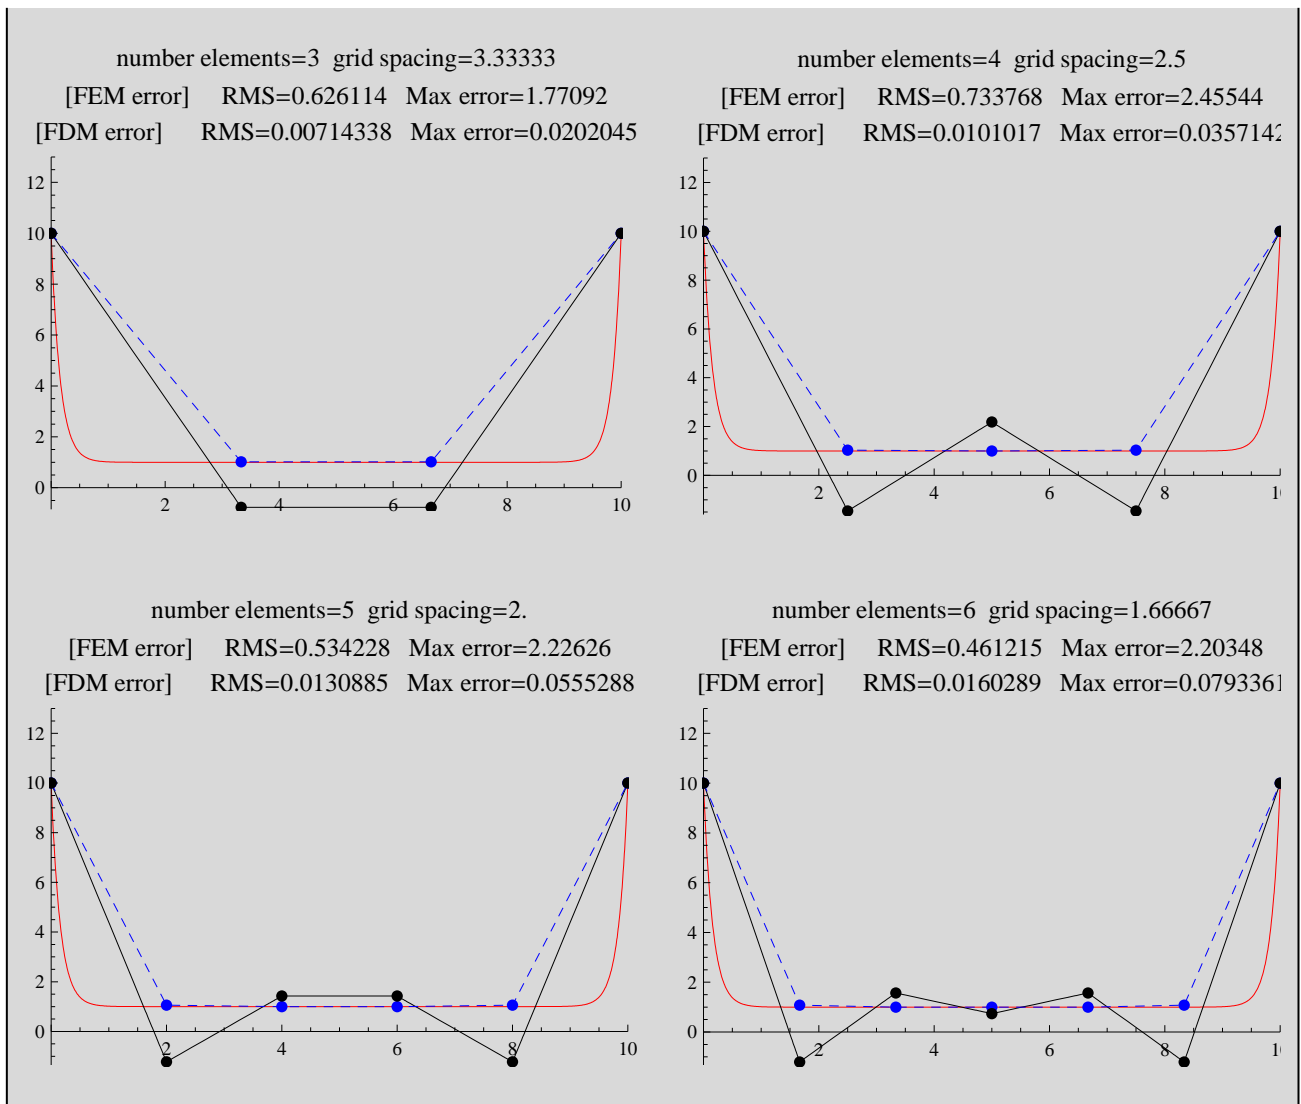 number elements=3 grid spacing=3.33333
[FEM error] RMS=0.626114 Max error=1.77092
[FDM error] RMS=0.00714338 Max error=0.0202045
12
10
8
6
4
2
0
2 4 6 8 10
number elements=4 grid spacing=2.5
[FEM error] RMS=0.733768 Max error=2.45544
[FDM error] RMS=0.0101017 Max error=0.0357142
12
10
8
6
4
2
0
2 4 6 8 1
number elements=5 grid spacing=2.
[FEM error] RMS=0.534228 Max error=2.22626
[FDM error] RMS=0.0130885 Max error=0.0555288
12
10
8
6
4
2
0
2 4 6 8 10
number elements=6 grid spacing=1.66667
[FEM error] RMS=0.461215 Max error=2.20348
[FDM error] RMS=0.0160289 Max error=0.0793361
12
10
8
6
4
2
0
2 4 6 8 1